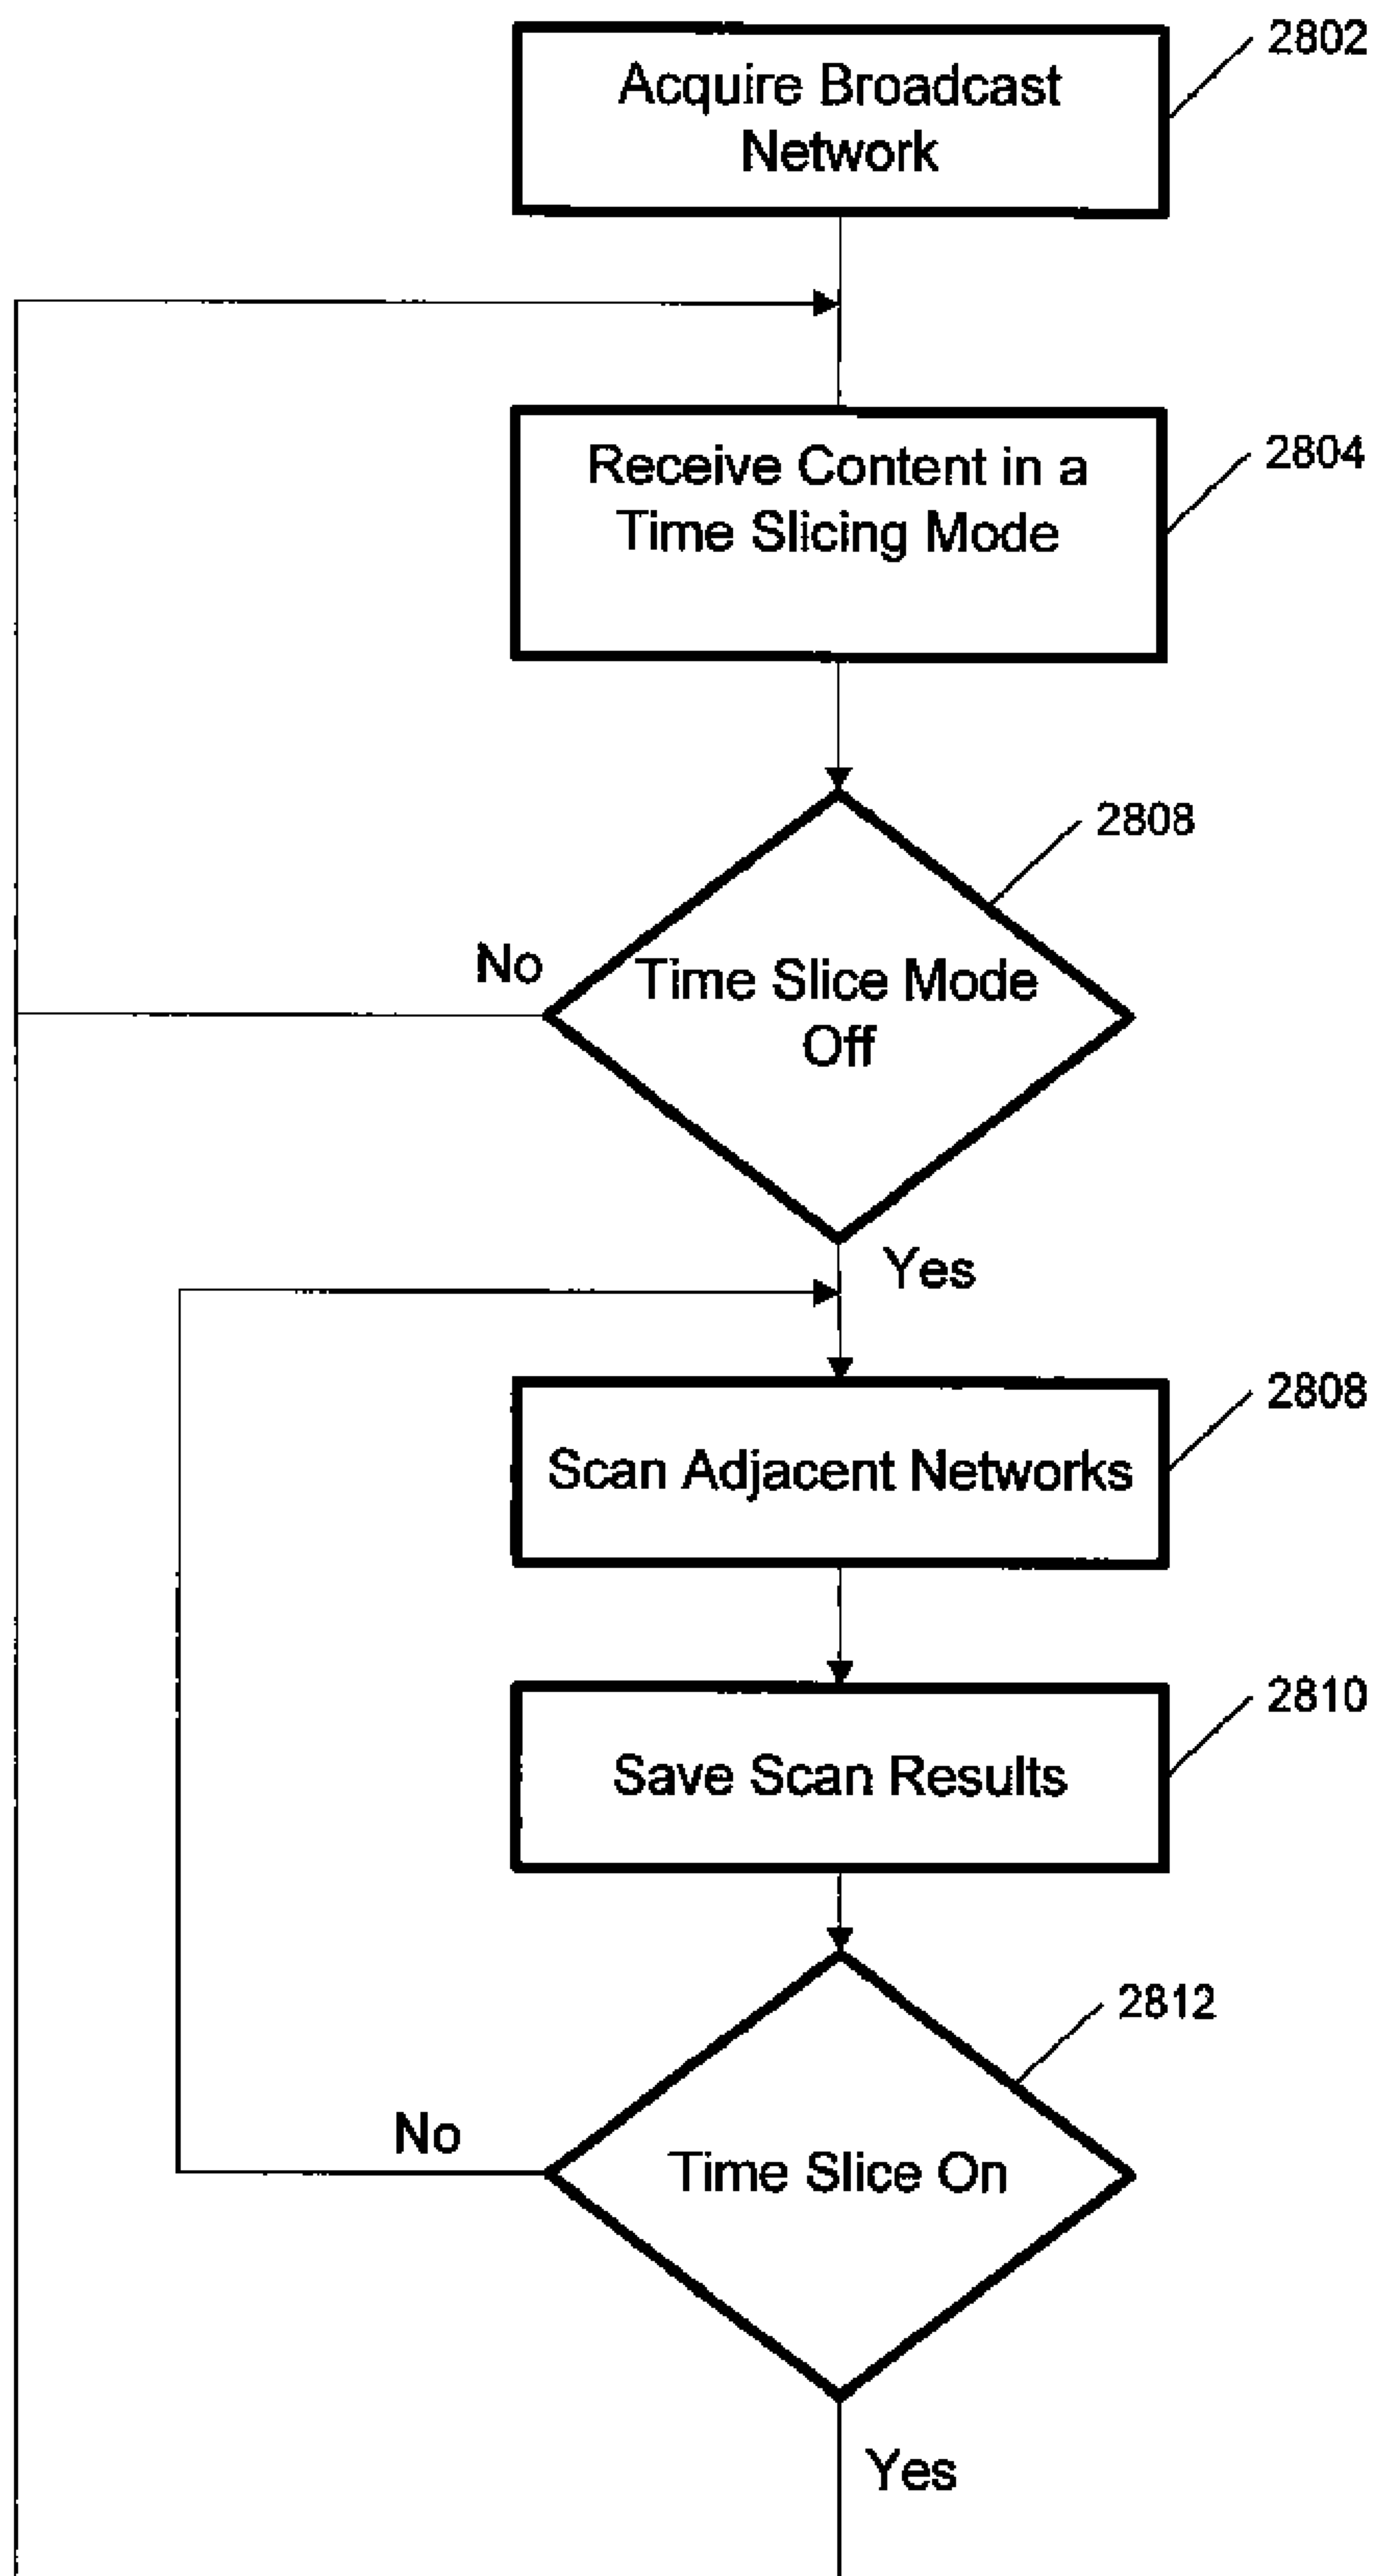 2802
Acquire Broadcast
Network
2804
Receive Content in a
Time Slicing Mode
2808
No
Time Slice Mode
Off
Yes
2808
Scan Adjacent Networks
2810
Save Scan Results
2812
No
Time Slice On
Yes